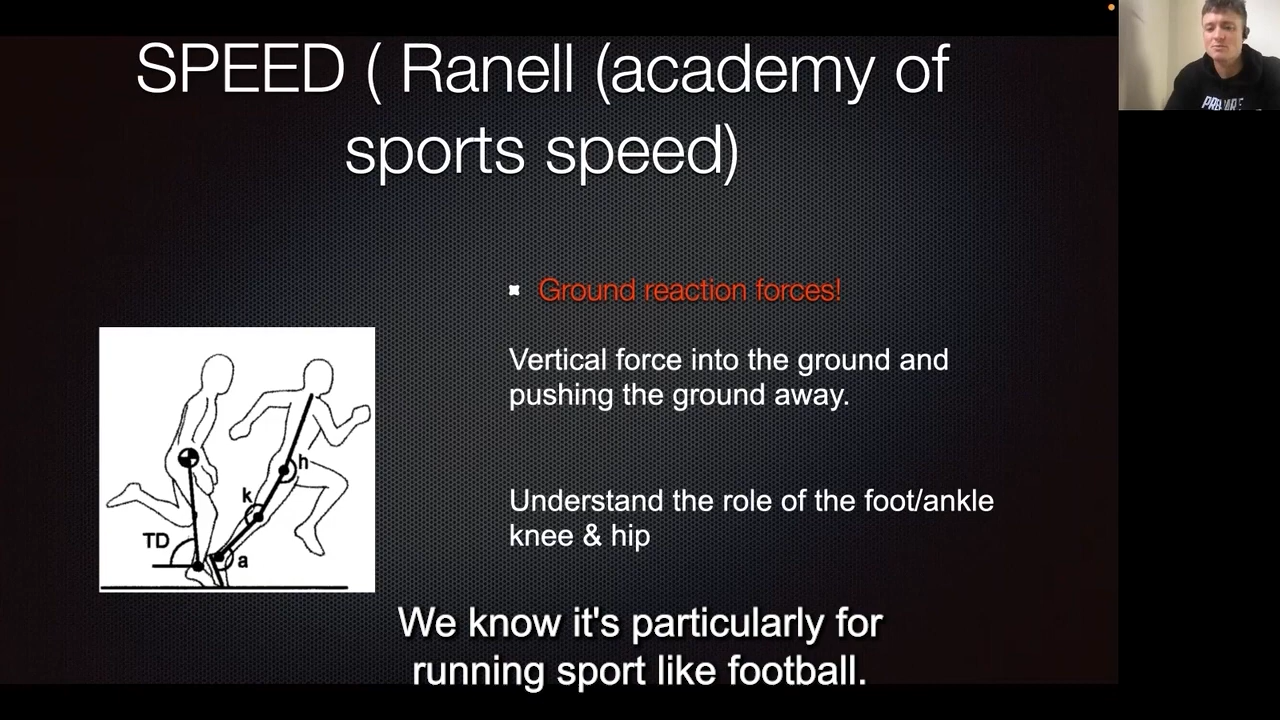 SPEED ( Ranell (academy of
sports speed)
Ground reaction forces!
Vertical force into the ground and
pushing the ground away.
Understand the role of the foot/ankle
knee & hip
h
k
TD
a
We know it's particularly for
running sport like football.